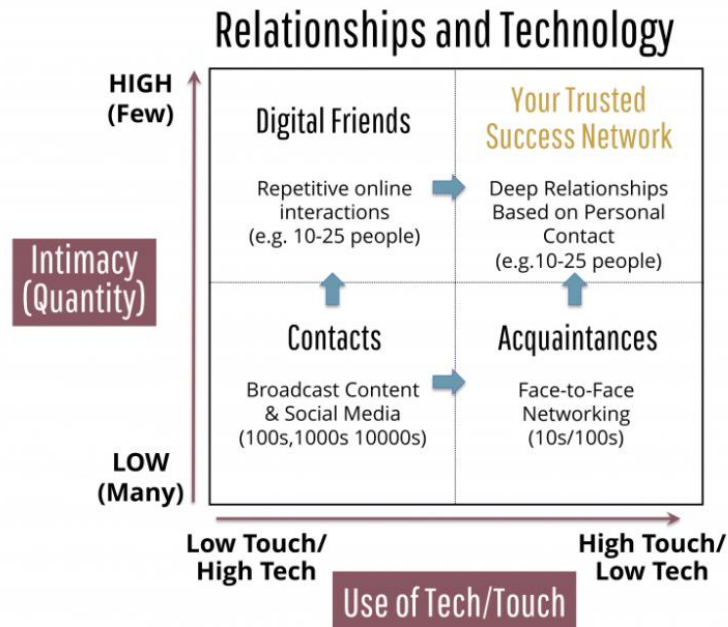 Relationships and Technology
HIGH
(Few)
Digital Friends
Repetitive online
interactions
(e.g. 10-25 people)
Your Trusted
Success Network
Deep Relationships
Based on Personal
Contact
(e.g.10-25 people)
Intimacy
(Quantity)
Contacts
Broadcast Content
& Social Media
(100s,1000s 10000s)
Acquaintances
Face-to-Face
Networking
(10s/100s)
LOW
(Many)
Low Touch/
High Tech
High Touch/
Low Tech
Use of Tech/Touch